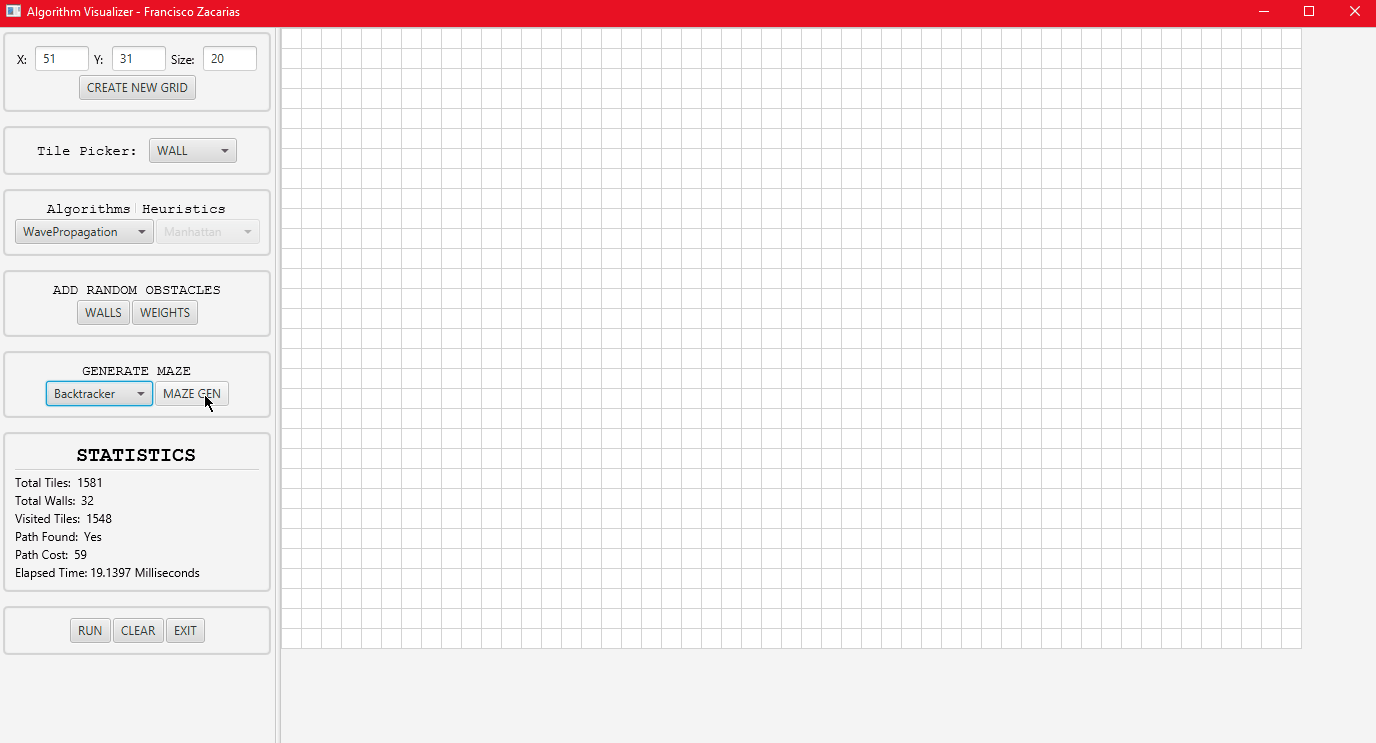 Algorithm Visualizer - Francisco Zacarias
X: 51 Y: 31 Size: 20
CREATE NEW GRID
Tile Picker: WALL
Algorithms Heuristics
WavePropagation Manhattan
ADD RANDOM OBSTACLES
WALLS WEIGHTS
GENERATE MAZE
Backtracker MAZE GEN
STATISTICS
Total Tiles: 1581
Total Walls: 32
Visited Tiles: 1548
Path Found: Yes
Path Cost: 59
Elapsed Time: 19.1397 Milliseconds
RUN CLEAR EXIT